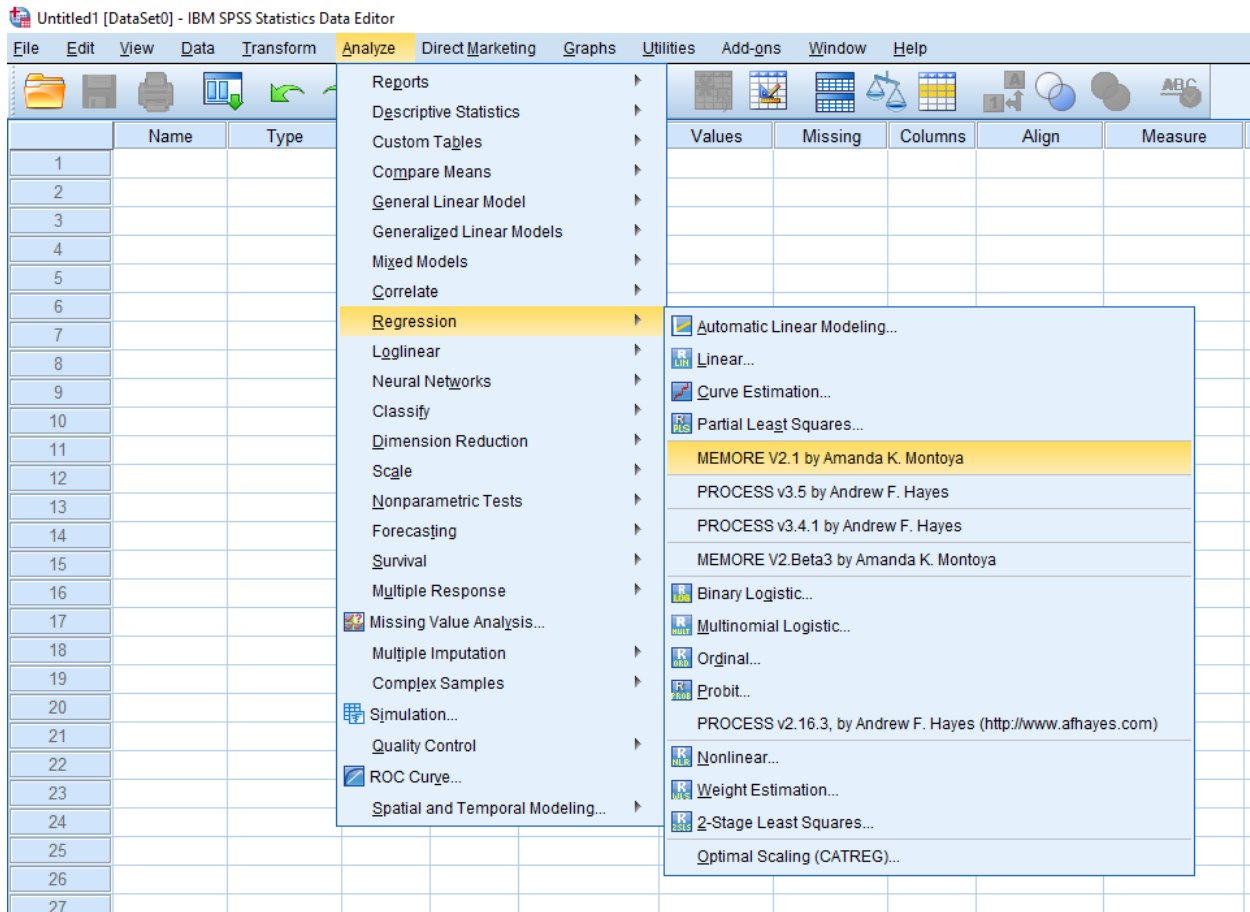 Untitled1 [DataSet0] - IBM SPSS Statistics Data Editor
File Edit View Data Transform Analyze Direct Marketing Graphs Utilities Add-ons Window Help
Name Type Values Missing Columns Align Measure
1
2
3
4
5
6
7
8
9
10
11
12
13
14
15
16
17
18
19
20
21
22
23
24
25
26
27
Reports
Descriptive Statistics
Custom Tables
Compare Means
General Linear Model
Generalized Linear Models
Mixed Models
Correlate
Regression
Loglinear
Neural Networks
Classify
Dimension Reduction
Scale
Nonparametric Tests
Forecasting
Survival
Multiple Response
Missing Value Analysis...
Multiple Imputation
Complex Samples
Simulation...
Quality Control
ROC Curve...
Spatial and Temporal Modeling...
Automatic Linear Modeling...
Linear...
Curve Estimation...
Partial Least Squares...
MEMORE V2.1 by Amanda K. Montoya
PROCESS v3.5 by Andrew F. Hayes
PROCESS v3.4.1 by Andrew F. Hayes
MEMORE V2.Beta3 by Amanda K. Montoya
Binary Logistic...
Multinomial Logistic...
Ordinal...
Probit...
PROCESS v2.16.3, by Andrew F. Hayes (http://www.afhayes.com)
Nonlinear...
Weight Estimation...
2-Stage Least Squares...
Optimal Scaling (CATREG)...